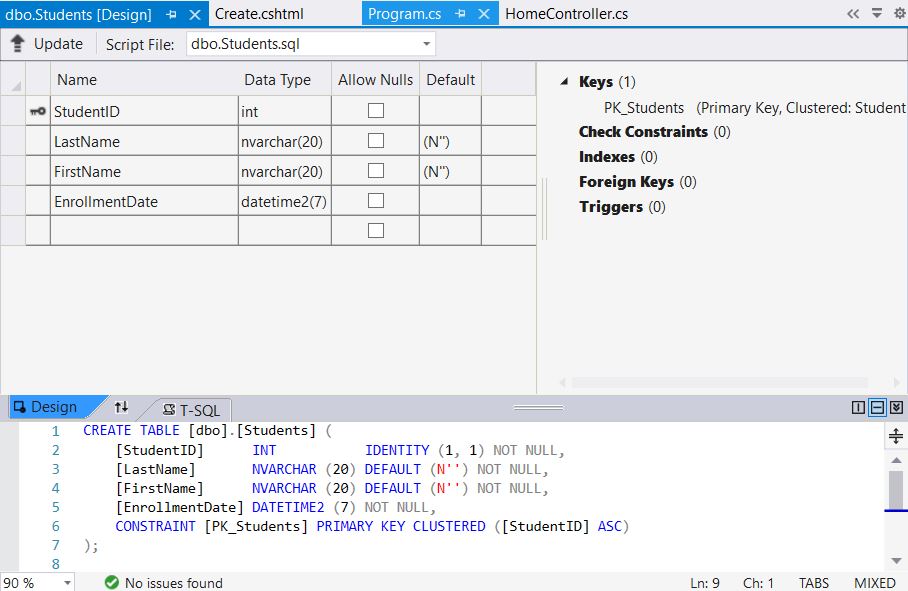 dbo.Students [Design] Create.cshtml Program.cs HomeController.cs
Update Script File: dbo.Students.sql
Name Data Type Allow Nulls Default
StudentID int
LastName nvarchar(20) (N'')
FirstName nvarchar(20) (N'')
EnrollmentDate datetime2(7)
Keys (1)
PK_Students (Primary Key, Clustered: Student
Check Constraints (0)
Indexes (0)
Foreign Keys (0)
Triggers (0)
Design T-SQL
1 CREATE TABLE [dbo].[Students] (
2 [StudentID] INT IDENTITY (1, 1) NOT NULL,
3 [LastName] NVARCHAR (20) DEFAULT (N'') NOT NULL,
4 [FirstName] NVARCHAR (20) DEFAULT (N'') NOT NULL,
5 [EnrollmentDate] DATETIME2 (7) NOT NULL,
6 CONSTRAINT [PK_Students] PRIMARY KEY CLUSTERED ([StudentID] ASC)
7 );
8
90 % No issues found Ln: 9 Ch: 1 TABS MIXED